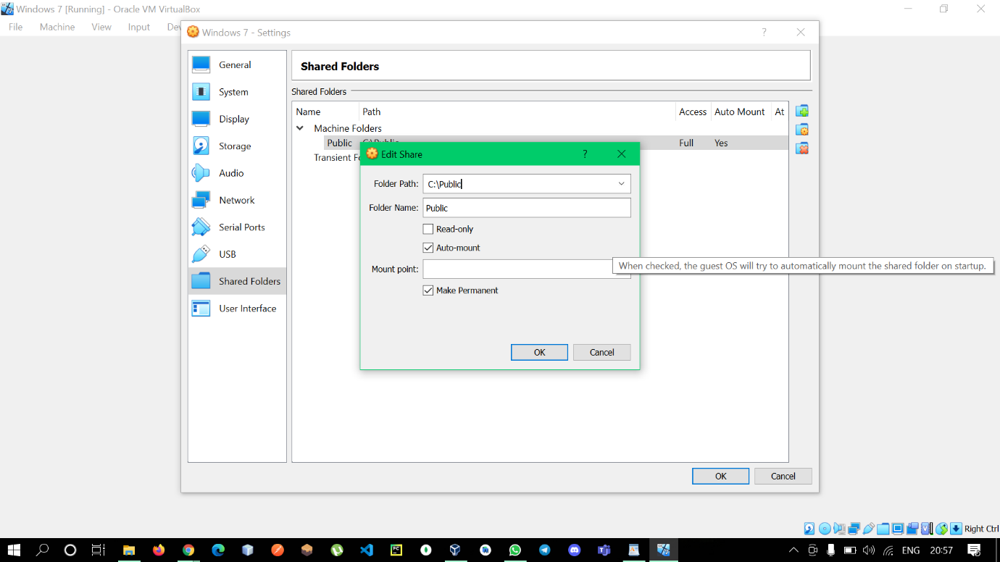 Windows 7 [Running] - Oracle VM VirtualBox
File Machine View Input Dev
Windows 7 - Settings ?
General
System
Display
Storage
Audio
Network
Serial Ports
USB
Shared Folders
User Interface
Shared Folders
Shared Folders
Name Path Access Auto Mount At
Machine Folders
Public C:\Public Full Yes
Transient Fo
Edit Share ?
Folder Path: C:\Public
Folder Name: Public
Read-only
Auto-mount
Mount point:
When checked, the guest OS will try to automatically mount the shared folder on startup.
Make Permanent
OK Cancel
OK Cancel
Right Ctrl
ENG 20:57